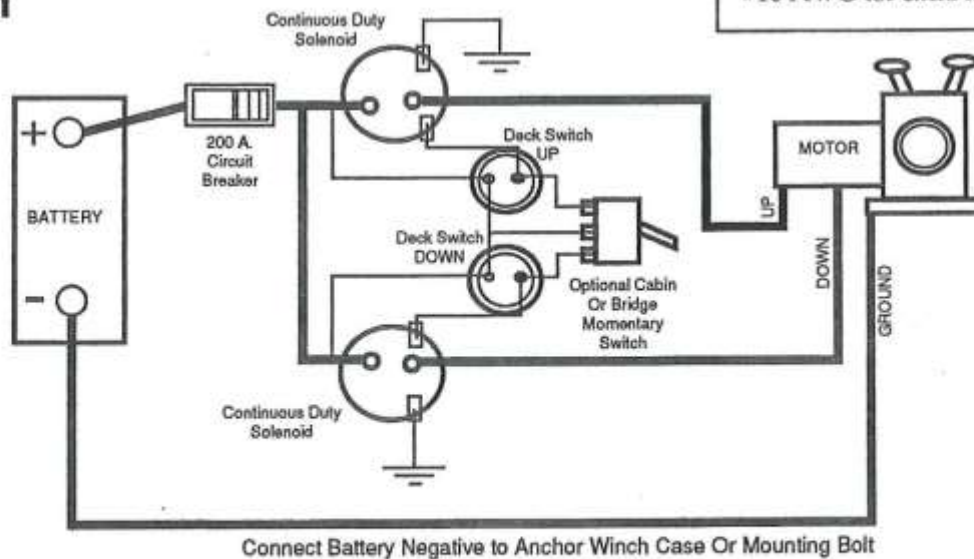 Continuous Duty
Solenoid
+
200 A.
Circuit
Breaker
Deck Switch
UP
MOTOR
BATTERY
UP
Deck Switch
DOWN
DOWN
-
Optional Cabin
Or Bridge
Momentary
Switch
GROUND
Continuous Duty
Solenoid
Connect Battery Negative to Anchor Winch Case Or Mounting Bolt